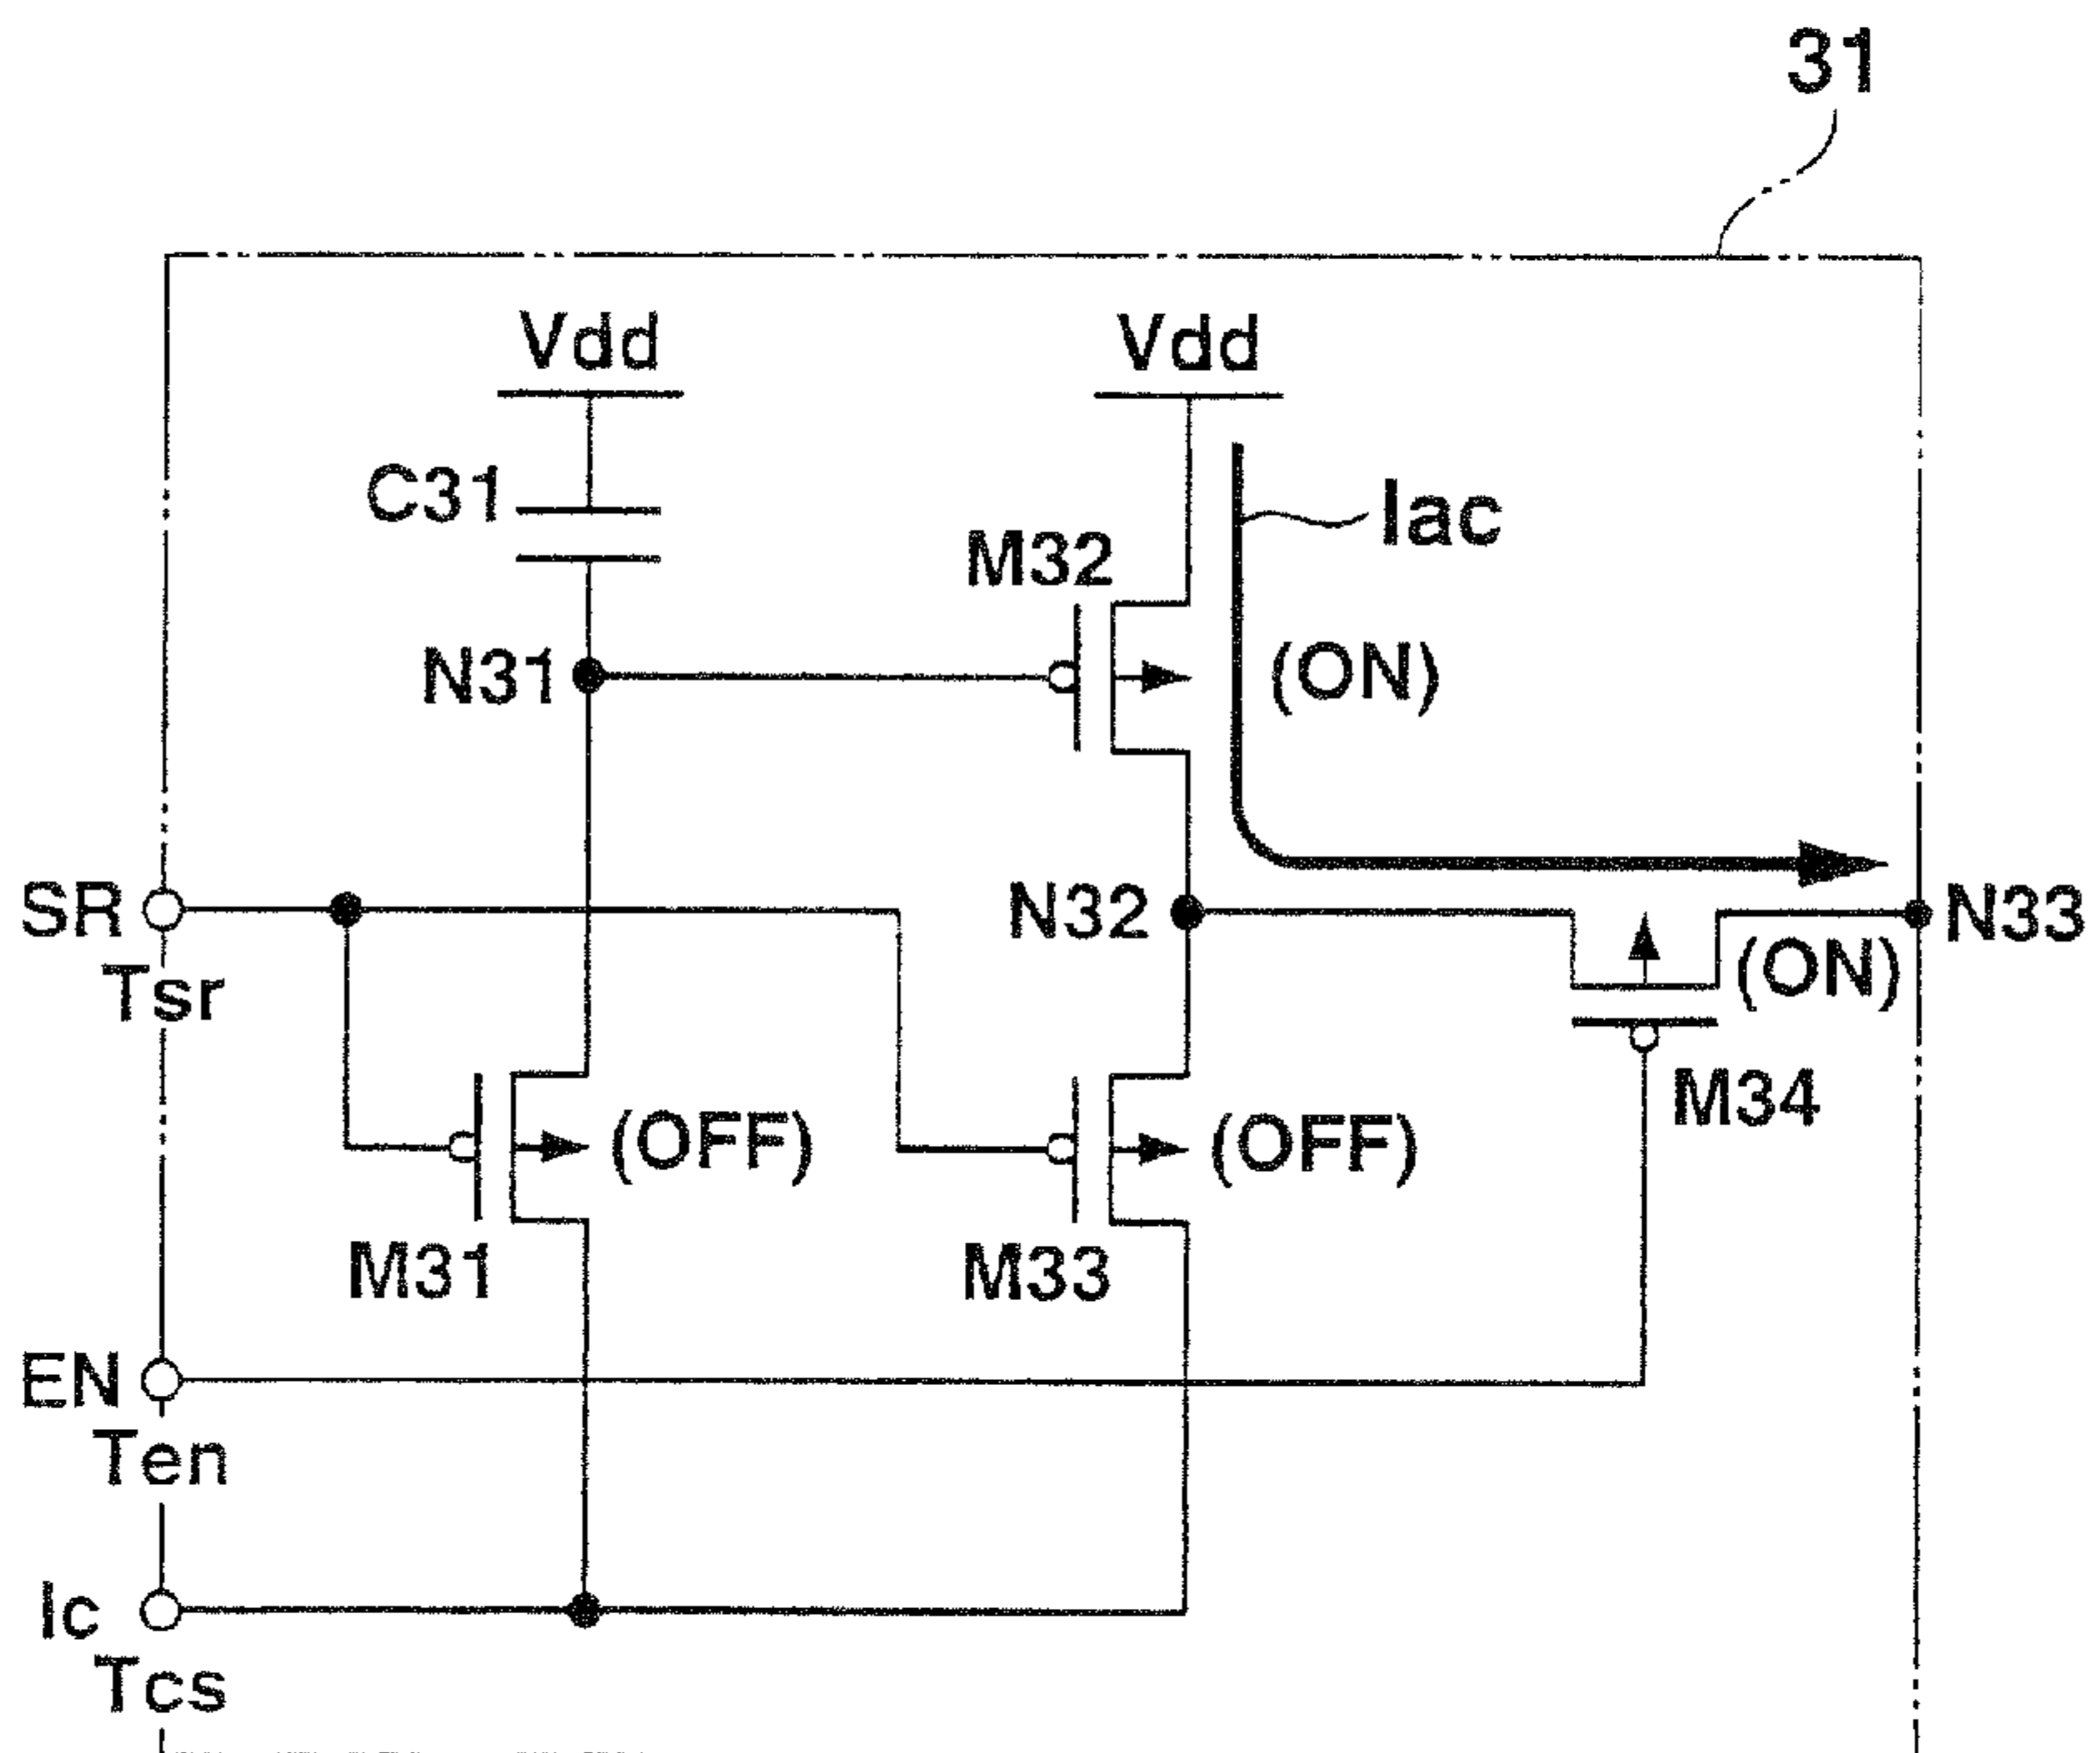 31
Vdd
Vdd
C31
Iac
M32
N31
(ON)
SR
N32
N33
Tsr
(ON)
M34
(OFF)
(OFF)
M31
M33
EN
Ten
Ic
Tcs